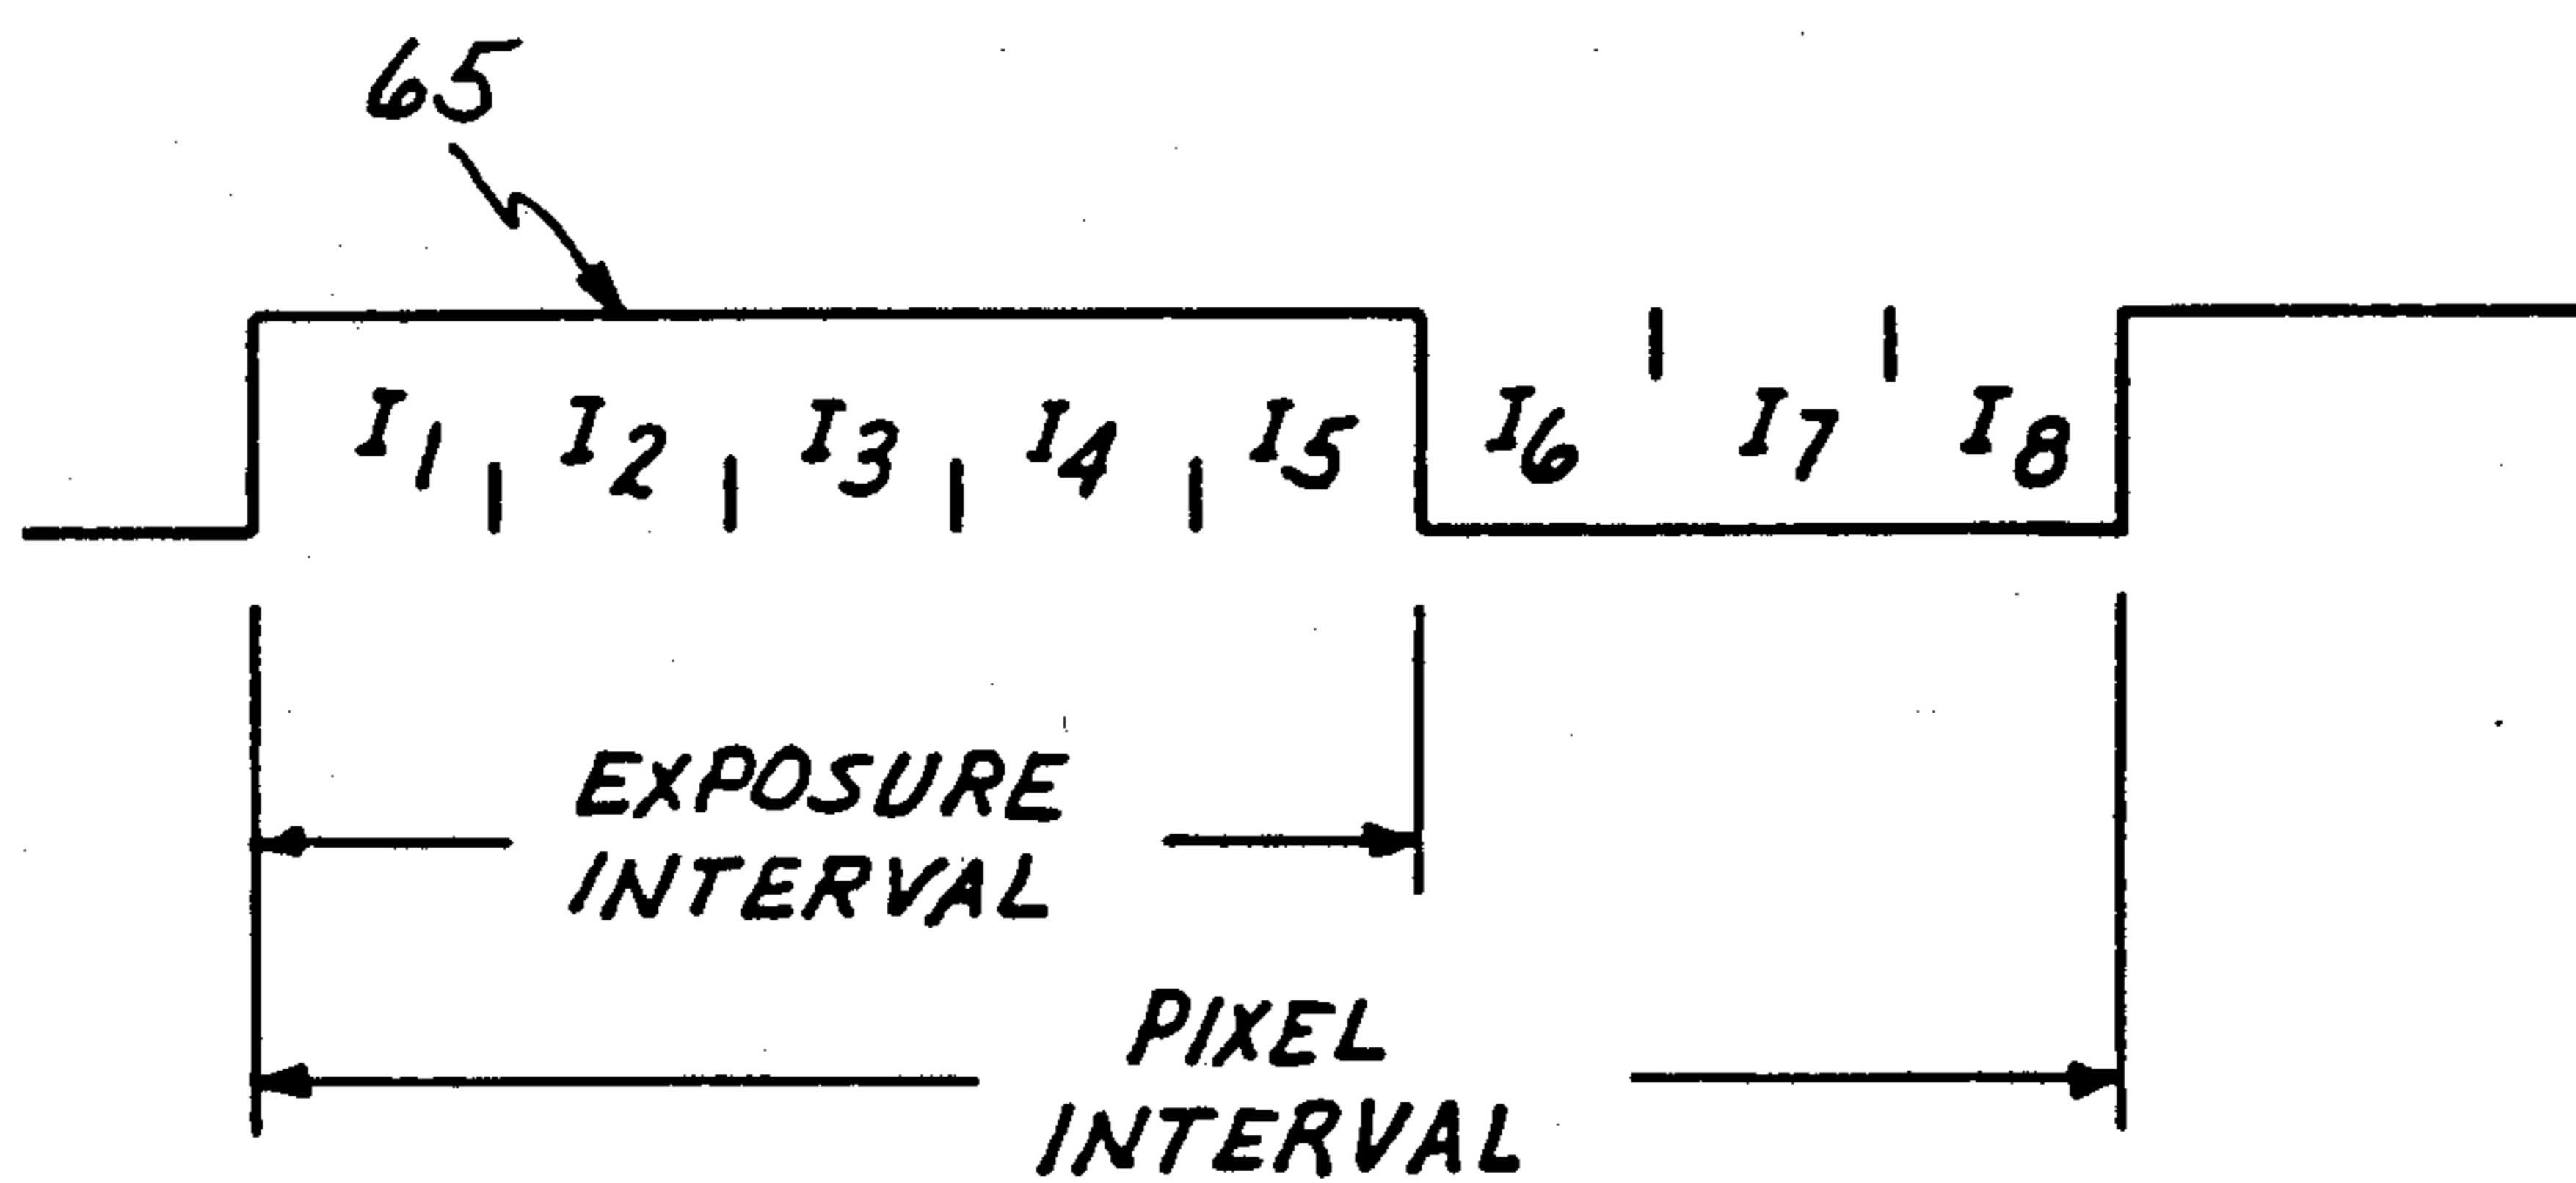 65
I1 I2 I3 I4 I5 I6 I7 I8
EXPOSURE
INTERVAL
PIXEL
INTERVAL